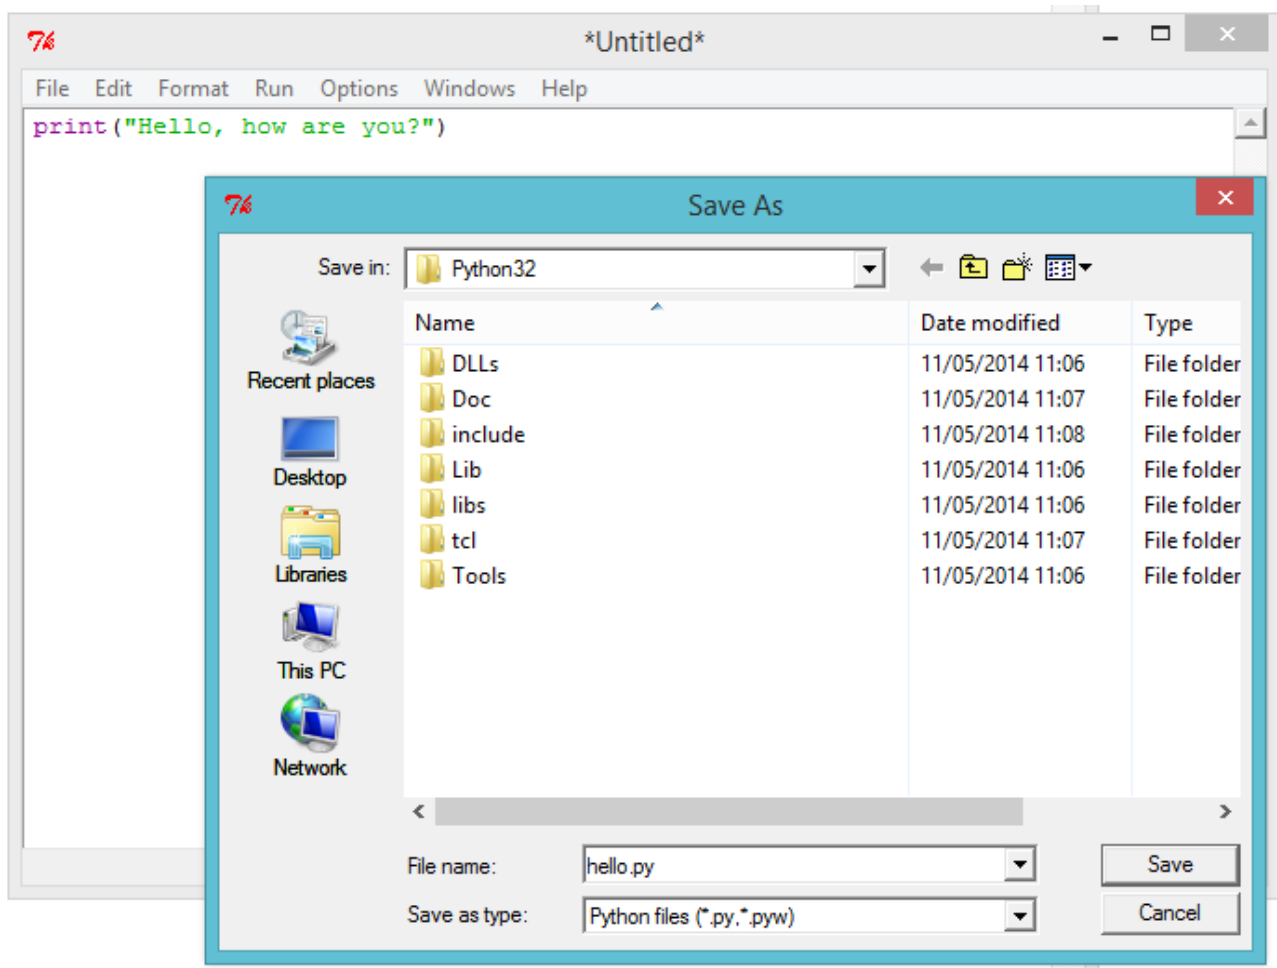 *Untitled*
File Edit Format Run Options Windows Help
print("Hello, how are you?")
Save As
Save in: Python32
Name Date modified Type
DLLs 11/05/2014 11:06 File folder
Doc 11/05/2014 11:07 File folder
include 11/05/2014 11:08 File folder
Lib 11/05/2014 11:06 File folder
libs 11/05/2014 11:06 File folder
tcl 11/05/2014 11:07 File folder
Tools 11/05/2014 11:06 File folder
Recent places
Desktop
Libraries
This PC
Network
File name: hello.py Save
Save as type: Python files (*.py,*.pyw) Cancel